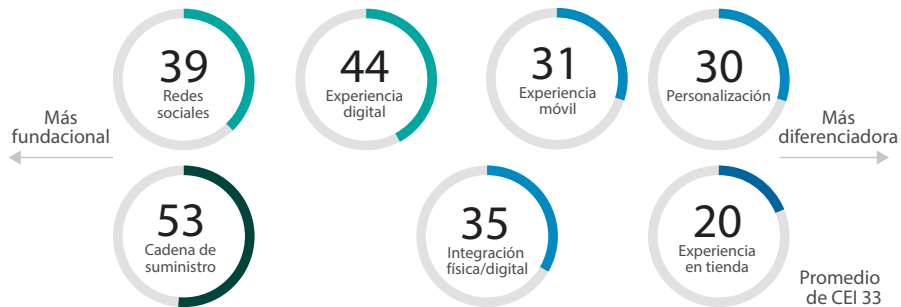 39
Redes
sociales
44
Experiencia
digital
31
Experiencia
móvil
30
Personalización
Más
fundacional
Más
diferenciadora
53
Cadena de
suministro
35
Integración
física/digital
20
Experiencia
en tienda
Promedio
de CEI 33